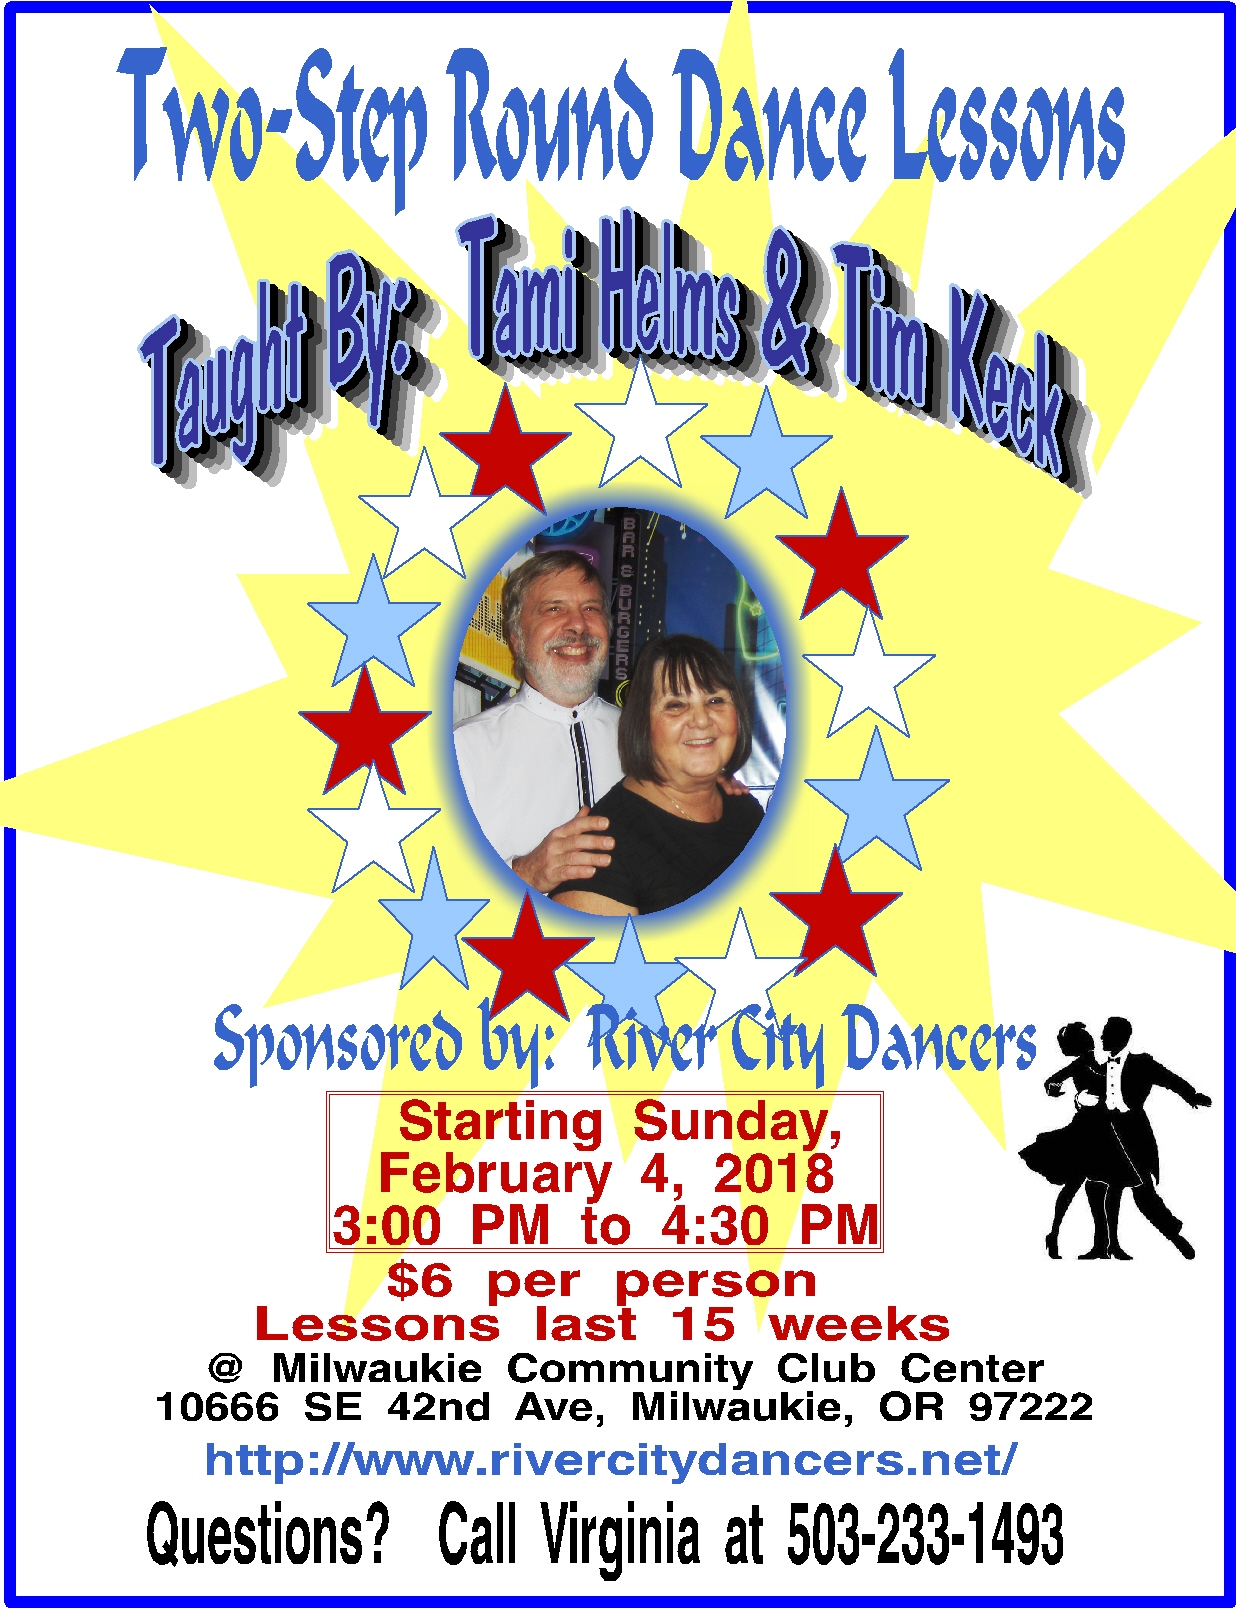 Two-Step Round Dance Lessons
Taught By: Tami Helms & Tim Keck
BAR & BURGERS
Sponsored by: River City Dancers
Starting Sunday,
February 4, 2018
3:00 PM to 4:30 PM
$6 per person
Lessons last 15 weeks
@ Milwaukie Community Club Center
10666 SE 42nd Ave, Milwaukie, OR 97222
http://www.rivercitydancers.net/
Questions? Call Virginia at 503-233-1493